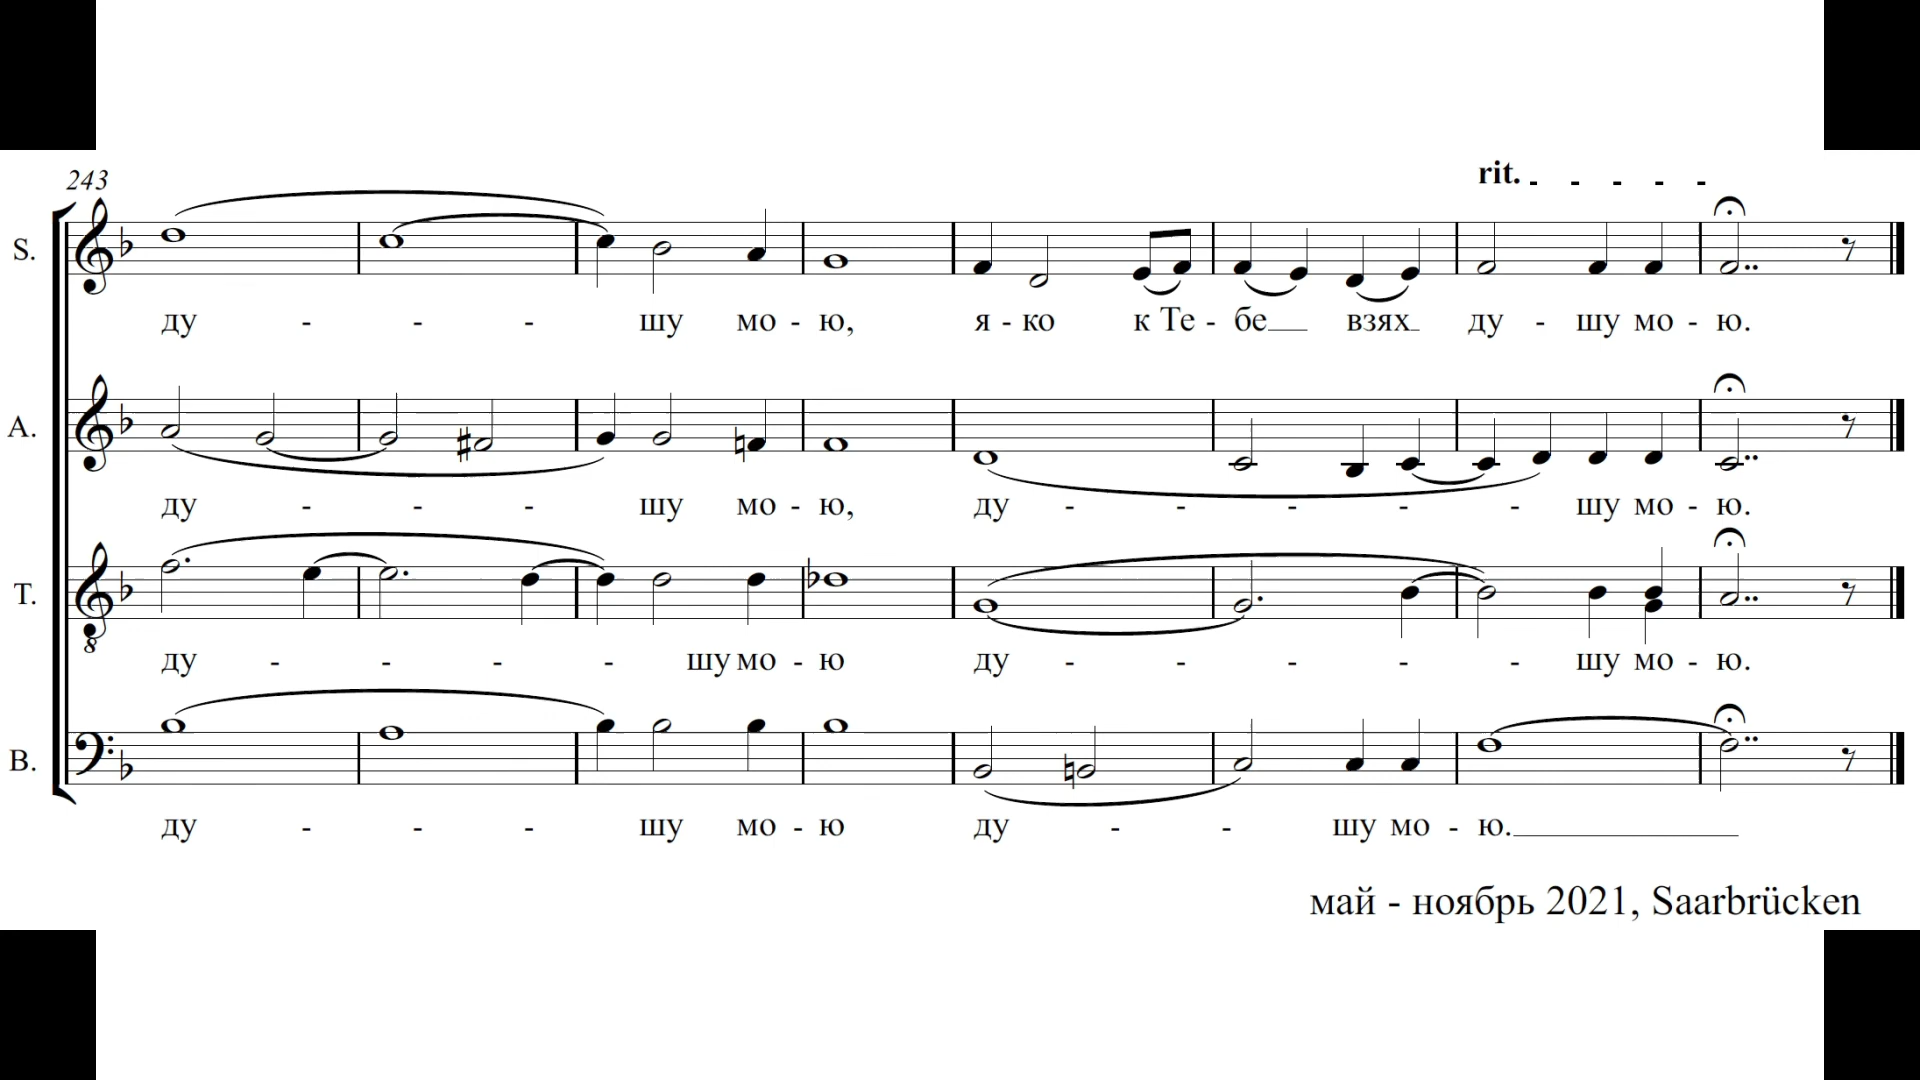 243
rit.
S.
ду - - - шу мо - ю, я - ко к Те - бе взях ду - шу мо - ю.
A.
ду - - - шу мо - ю, ду - - - - - шу мо - ю.
T.
8
ду - - - - шу мо - ю ду - - - - - шу мо - ю.
B.
ду - - - шу мо - ю ду - - шу мо - ю.
май - ноябрь 2021, Saarbrücken